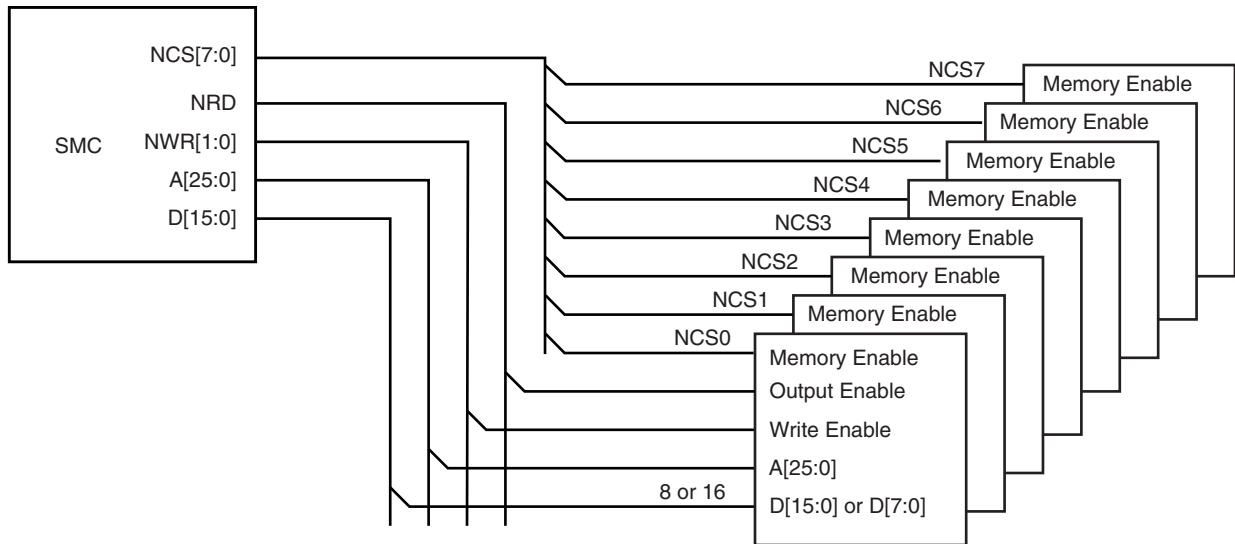 SMC
NCS[7:0]
NRD
NWR[1:0]
A[25:0]
D[15:0]
NCS7
Memory Enable
NCS6
Memory Enable
NCS5
Memory Enable
NCS4
Memory Enable
NCS3
Memory Enable
NCS2
Memory Enable
NCS1
Memory Enable
NCS0
Memory Enable
Output Enable
Write Enable
A[25:0]
8 or 16
D[15:0] or D[7:0]